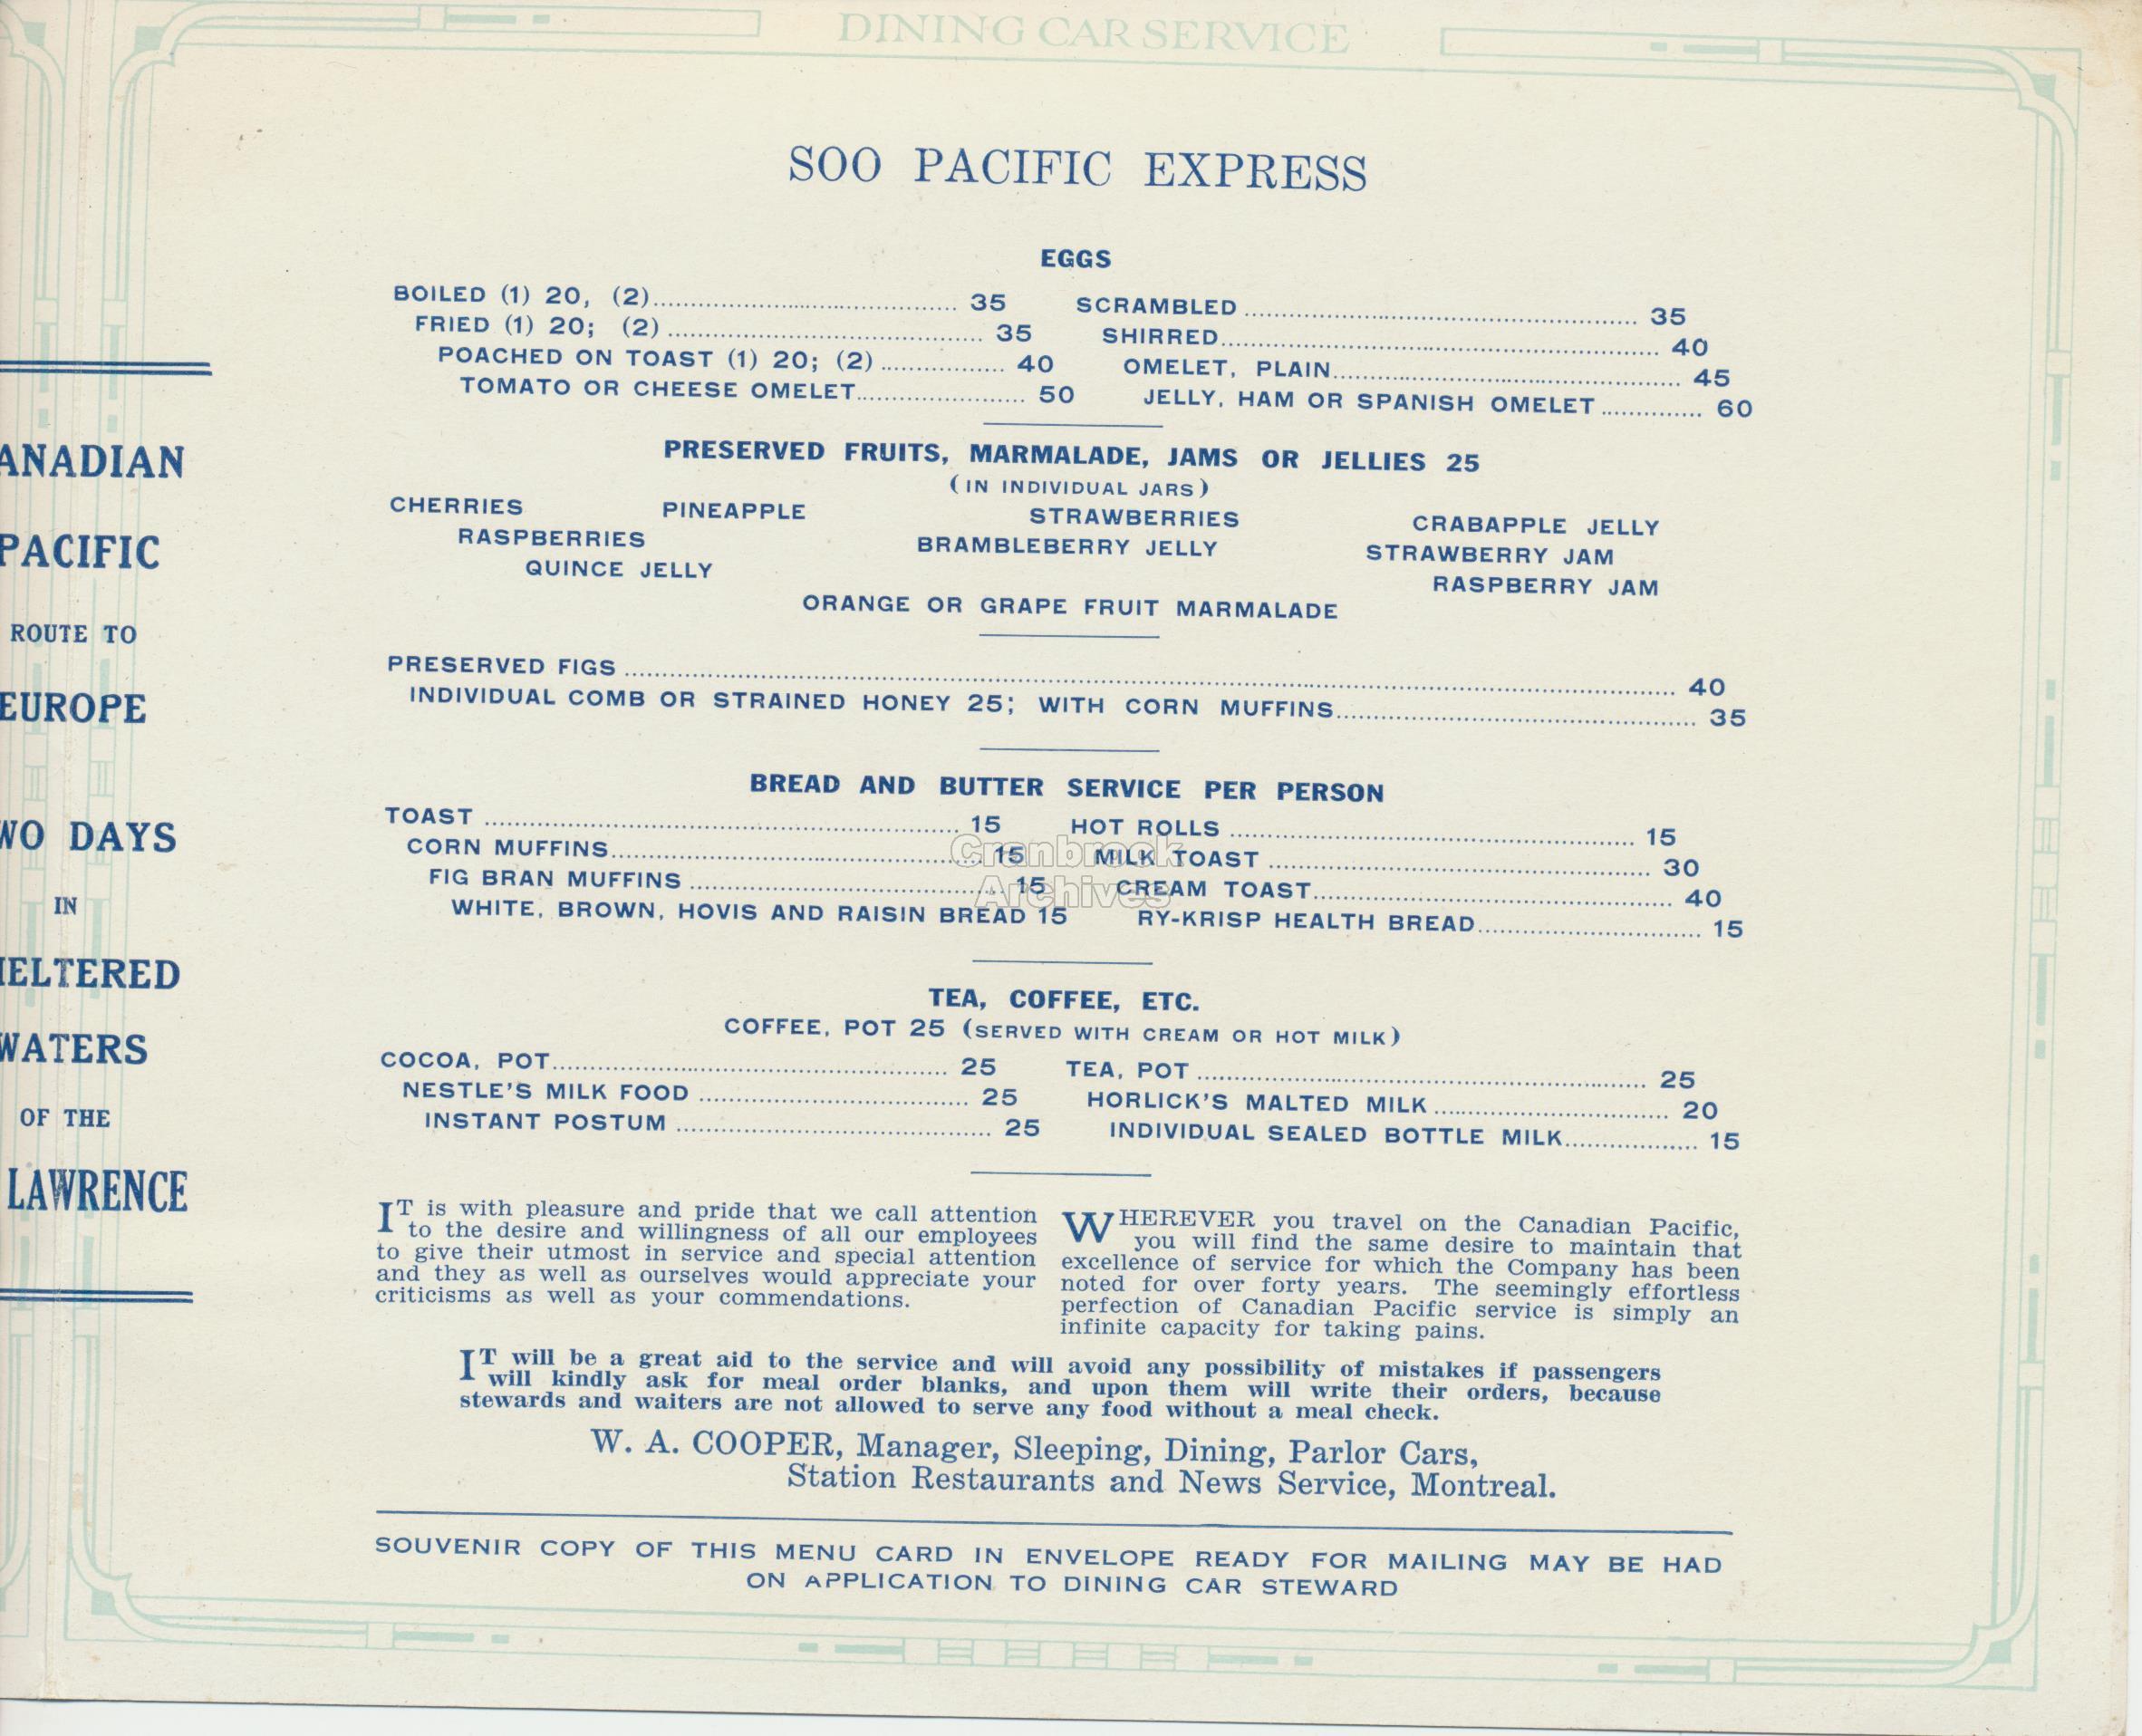 DINING CAR SERVICE
SOO PACIFIC EXPRESS
EGGS
BOILED (1) 20, (2) 35 SCRAMBLED 35
FRIED (1) 20; (2) 35 SHIRRED 40
POACHED ON TOAST (1) 20; (2) 40 OMELET, PLAIN 45
TOMATO OR CHEESE OMELET 50 JELLY, HAM OR SPANISH OMELET 60
PRESERVED FRUITS, MARMALADE, JAMS OR JELLIES 25
(IN INDIVIDUAL JARS)
CHERRIES PINEAPPLE STRAWBERRIES CRABAPPLE JELLY
RASPBERRIES BRAMBLEBERRY JELLY STRAWBERRY JAM
QUINCE JELLY RASPBERRY JAM
ORANGE OR GRAPE FRUIT MARMALADE
PRESERVED FIGS 40
INDIVIDUAL COMB OR STRAINED HONEY 25; WITH CORN MUFFINS 35
BREAD AND BUTTER SERVICE PER PERSON
TOAST 15 HOT ROLLS 15
CORN MUFFINS 15 MILK TOAST 30
FIG BRAN MUFFINS 15 CREAM TOAST 40
WHITE, BROWN, HOVIS AND RAISIN BREAD 15 RY-KRISP HEALTH BREAD 15
Cranbrook
Archives
TEA, COFFEE, ETC.
COFFEE, POT 25 (SERVED WITH CREAM OR HOT MILK)
COCOA, POT 25 TEA, POT 25
NESTLE'S MILK FOOD 25 HORLICK'S MALTED MILK 20
INSTANT POSTUM 25 INDIVIDUAL SEALED BOTTLE MILK 15
IT is with pleasure and pride that we call attention
to the desire and willingness of all our employees
to give their utmost in service and special attention
and they as well as ourselves would appreciate your
criticisms as well as your commendations.
WHEREVER you travel on the Canadian Pacific,
you will find the same desire to maintain that
excellence of service for which the Company has been
noted for over forty years. The seemingly effortless
perfection of Canadian Pacific service is simply an
infinite capacity for taking pains.
IT will be a great aid to the service and will avoid any possibility of mistakes if passengers
will kindly ask for meal order blanks, and upon them will write their orders, because
stewards and waiters are not allowed to serve any food without a meal check.
W. A. COOPER, Manager, Sleeping, Dining, Parlor Cars,
Station Restaurants and News Service, Montreal.
SOUVENIR COPY OF THIS MENU CARD IN ENVELOPE READY FOR MAILING MAY BE HAD
ON APPLICATION TO DINING CAR STEWARD
ANADIAN
PACIFIC
ROUTE TO
EUROPE
WO DAYS
IN
HELTERED
WATERS
OF THE
LAWRENCE